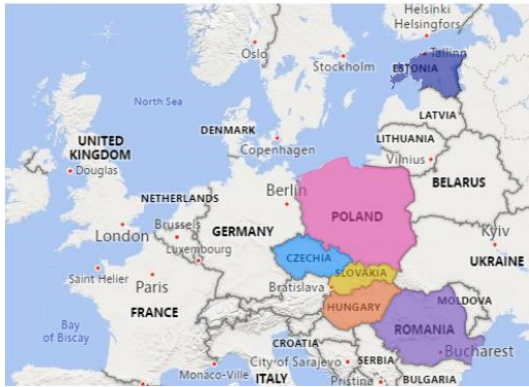 Helsinki
Helsingfors
Oslo
Stockholm
Tallinn
ESTONIA
North Sea
LATVIA
DENMARK
LITHUANIA
UNITED
KINGDOM
Copenhagen
Vilnius
Douglas
BELARUS
NETHERLANDS
Berlin
POLAND
London
Brussels
GERMANY
Kyiv
Luxembourg
CZECHIA
UKRAINE
Saint Helier
Paris
SLOVAKIA
Bratislava
FRANCE
HUNGARY
MOLDOVA
Bay
of Biscay
ROMANIA
CROATIA
Bucharest
City of Sarajevo
SERBIA
Monaco-Ville
ITALY
Pristina
BULGARIA